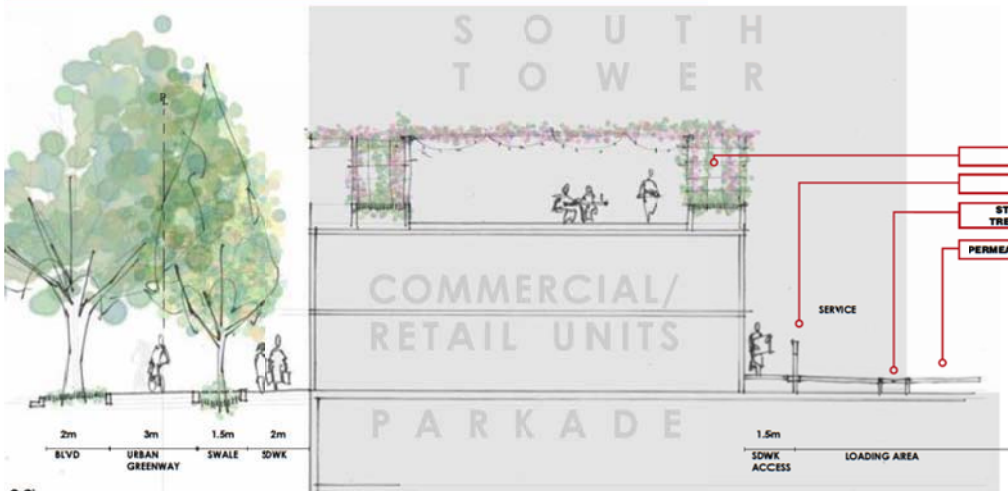 SOUTH
TOWER
COMMERCIAL/
RETAIL UNITS
PARKADE
SERVICE
PL
2m
3m
1.5m
2m
BLVD
URBAN
GREENWAY
SWALE
SDWK
1.5m
SDWK
ACCESS
LOADING AREA